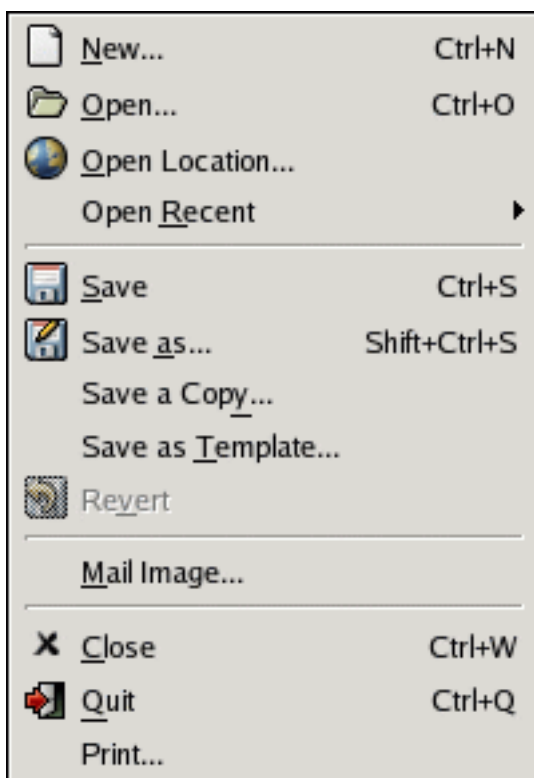 New... Ctrl+N
Open... Ctrl+O
Open Location...
Open Recent
Save Ctrl+S
Save as... Shift+Ctrl+S
Save a Copy...
Save as Template...
Revert
Mail Image...
Close Ctrl+W
Quit Ctrl+Q
Print...